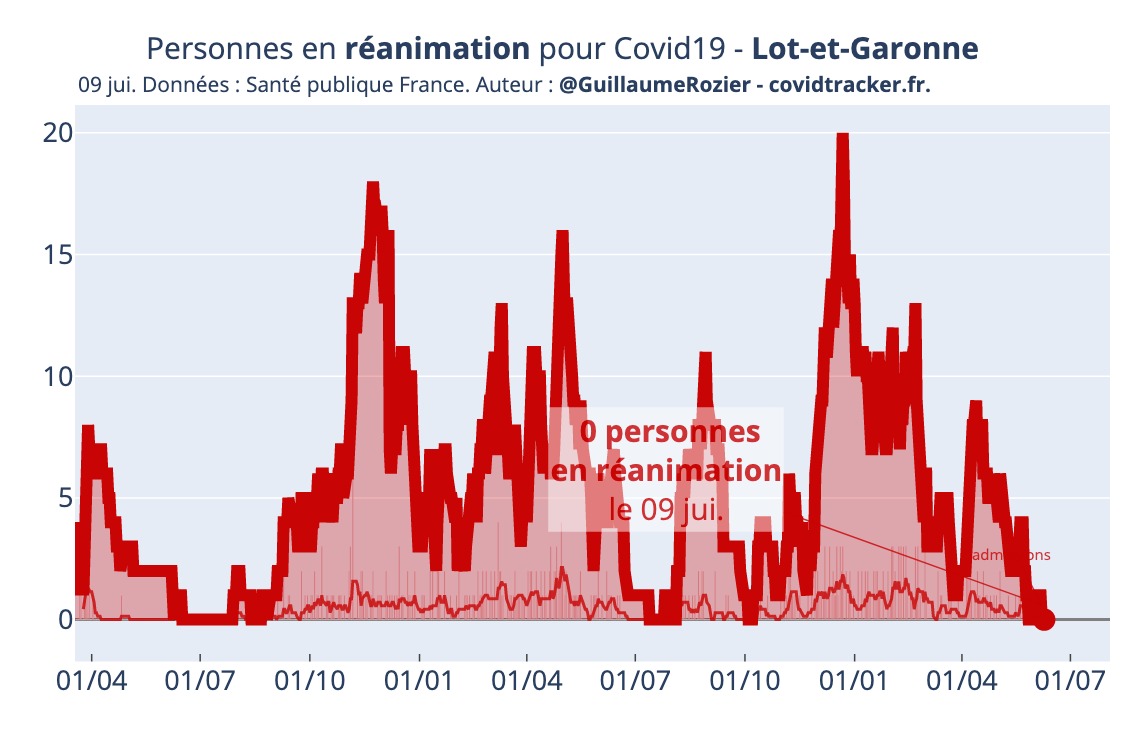 Personnes en réanimation pour Covid19 - Lot-et-Garonne
09 jui. Données : Santé publique France. Auteur : @GuillaumeRozier - covidtracker.fr.
20
15
10
5
0
0 personnes
en réanimation
le 09 jui.
admissions
01/04 01/07 01/10 01/01 01/04 01/07 01/10 01/01 01/04 01/07